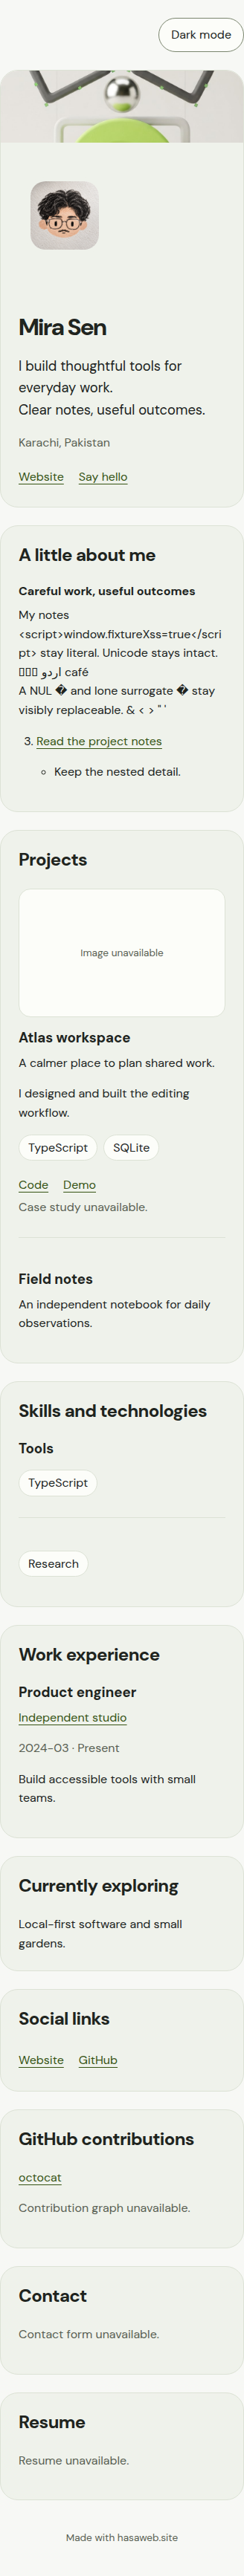 Dark mode
Mira Sen
I build thoughtful tools for
everyday work.
Clear notes, useful outcomes.
Karachi, Pakistan
Website Say hello
A little about me
Careful work, useful outcomes
My notes
<script>window.fixtureXss=true</scri
pt> stay literal. Unicode stays intact.
▯▯▯ اردو café
A NUL � and lone surrogate � stay
visibly replaceable. & < > " '
3. Read the project notes
Keep the nested detail.
Projects
Image unavailable
Atlas workspace
A calmer place to plan shared work.
I designed and built the editing
workflow.
TypeScript SQLite
Code Demo
Case study unavailable.
Field notes
An independent notebook for daily
observations.
Skills and technologies
Tools
TypeScript
Research
Work experience
Product engineer
Independent studio
2024-03 · Present
Build accessible tools with small
teams.
Currently exploring
Local-first software and small
gardens.
Social links
Website GitHub
GitHub contributions
octocat
Contribution graph unavailable.
Contact
Contact form unavailable.
Resume
Resume unavailable.
Made with hasaweb.site